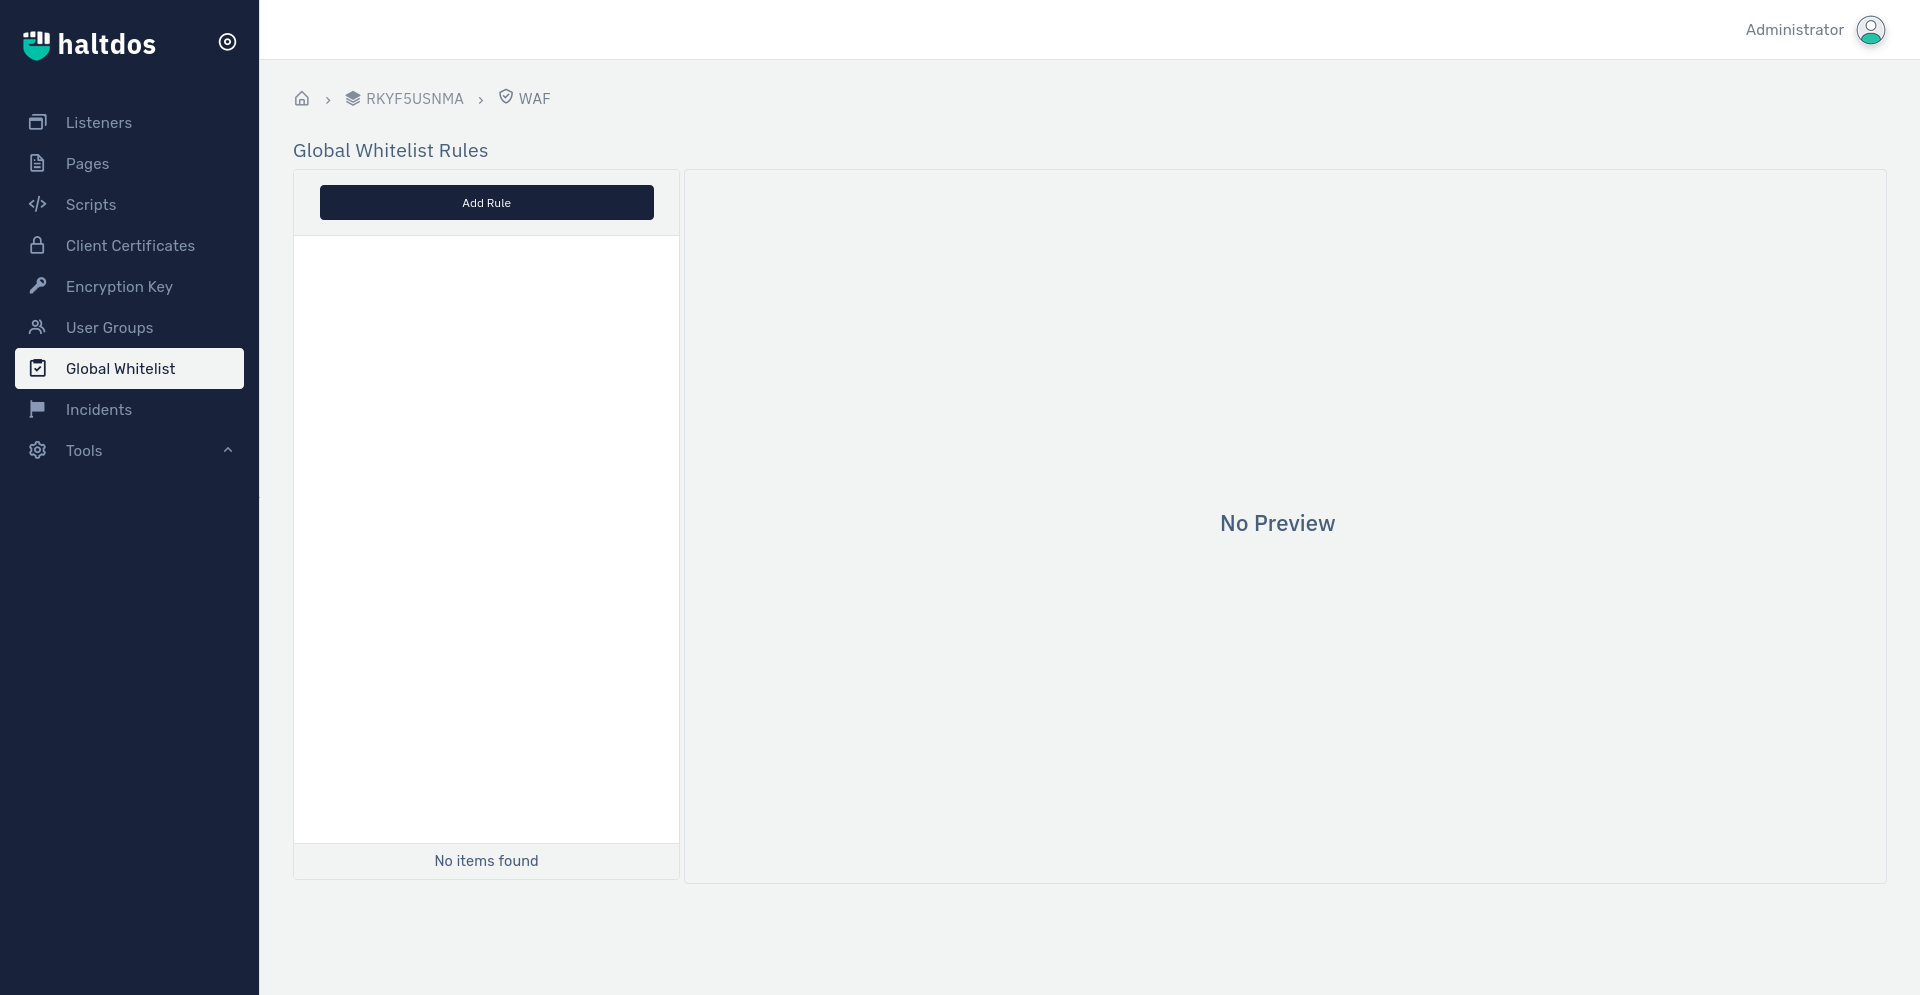 haltdos
Administrator
RKYF5USNMA
WAF
Listeners
Pages
Scripts
Client Certificates
Encryption Key
User Groups
Global Whitelist
Incidents
Tools
Global Whitelist Rules
Add Rule
No items found
No Preview